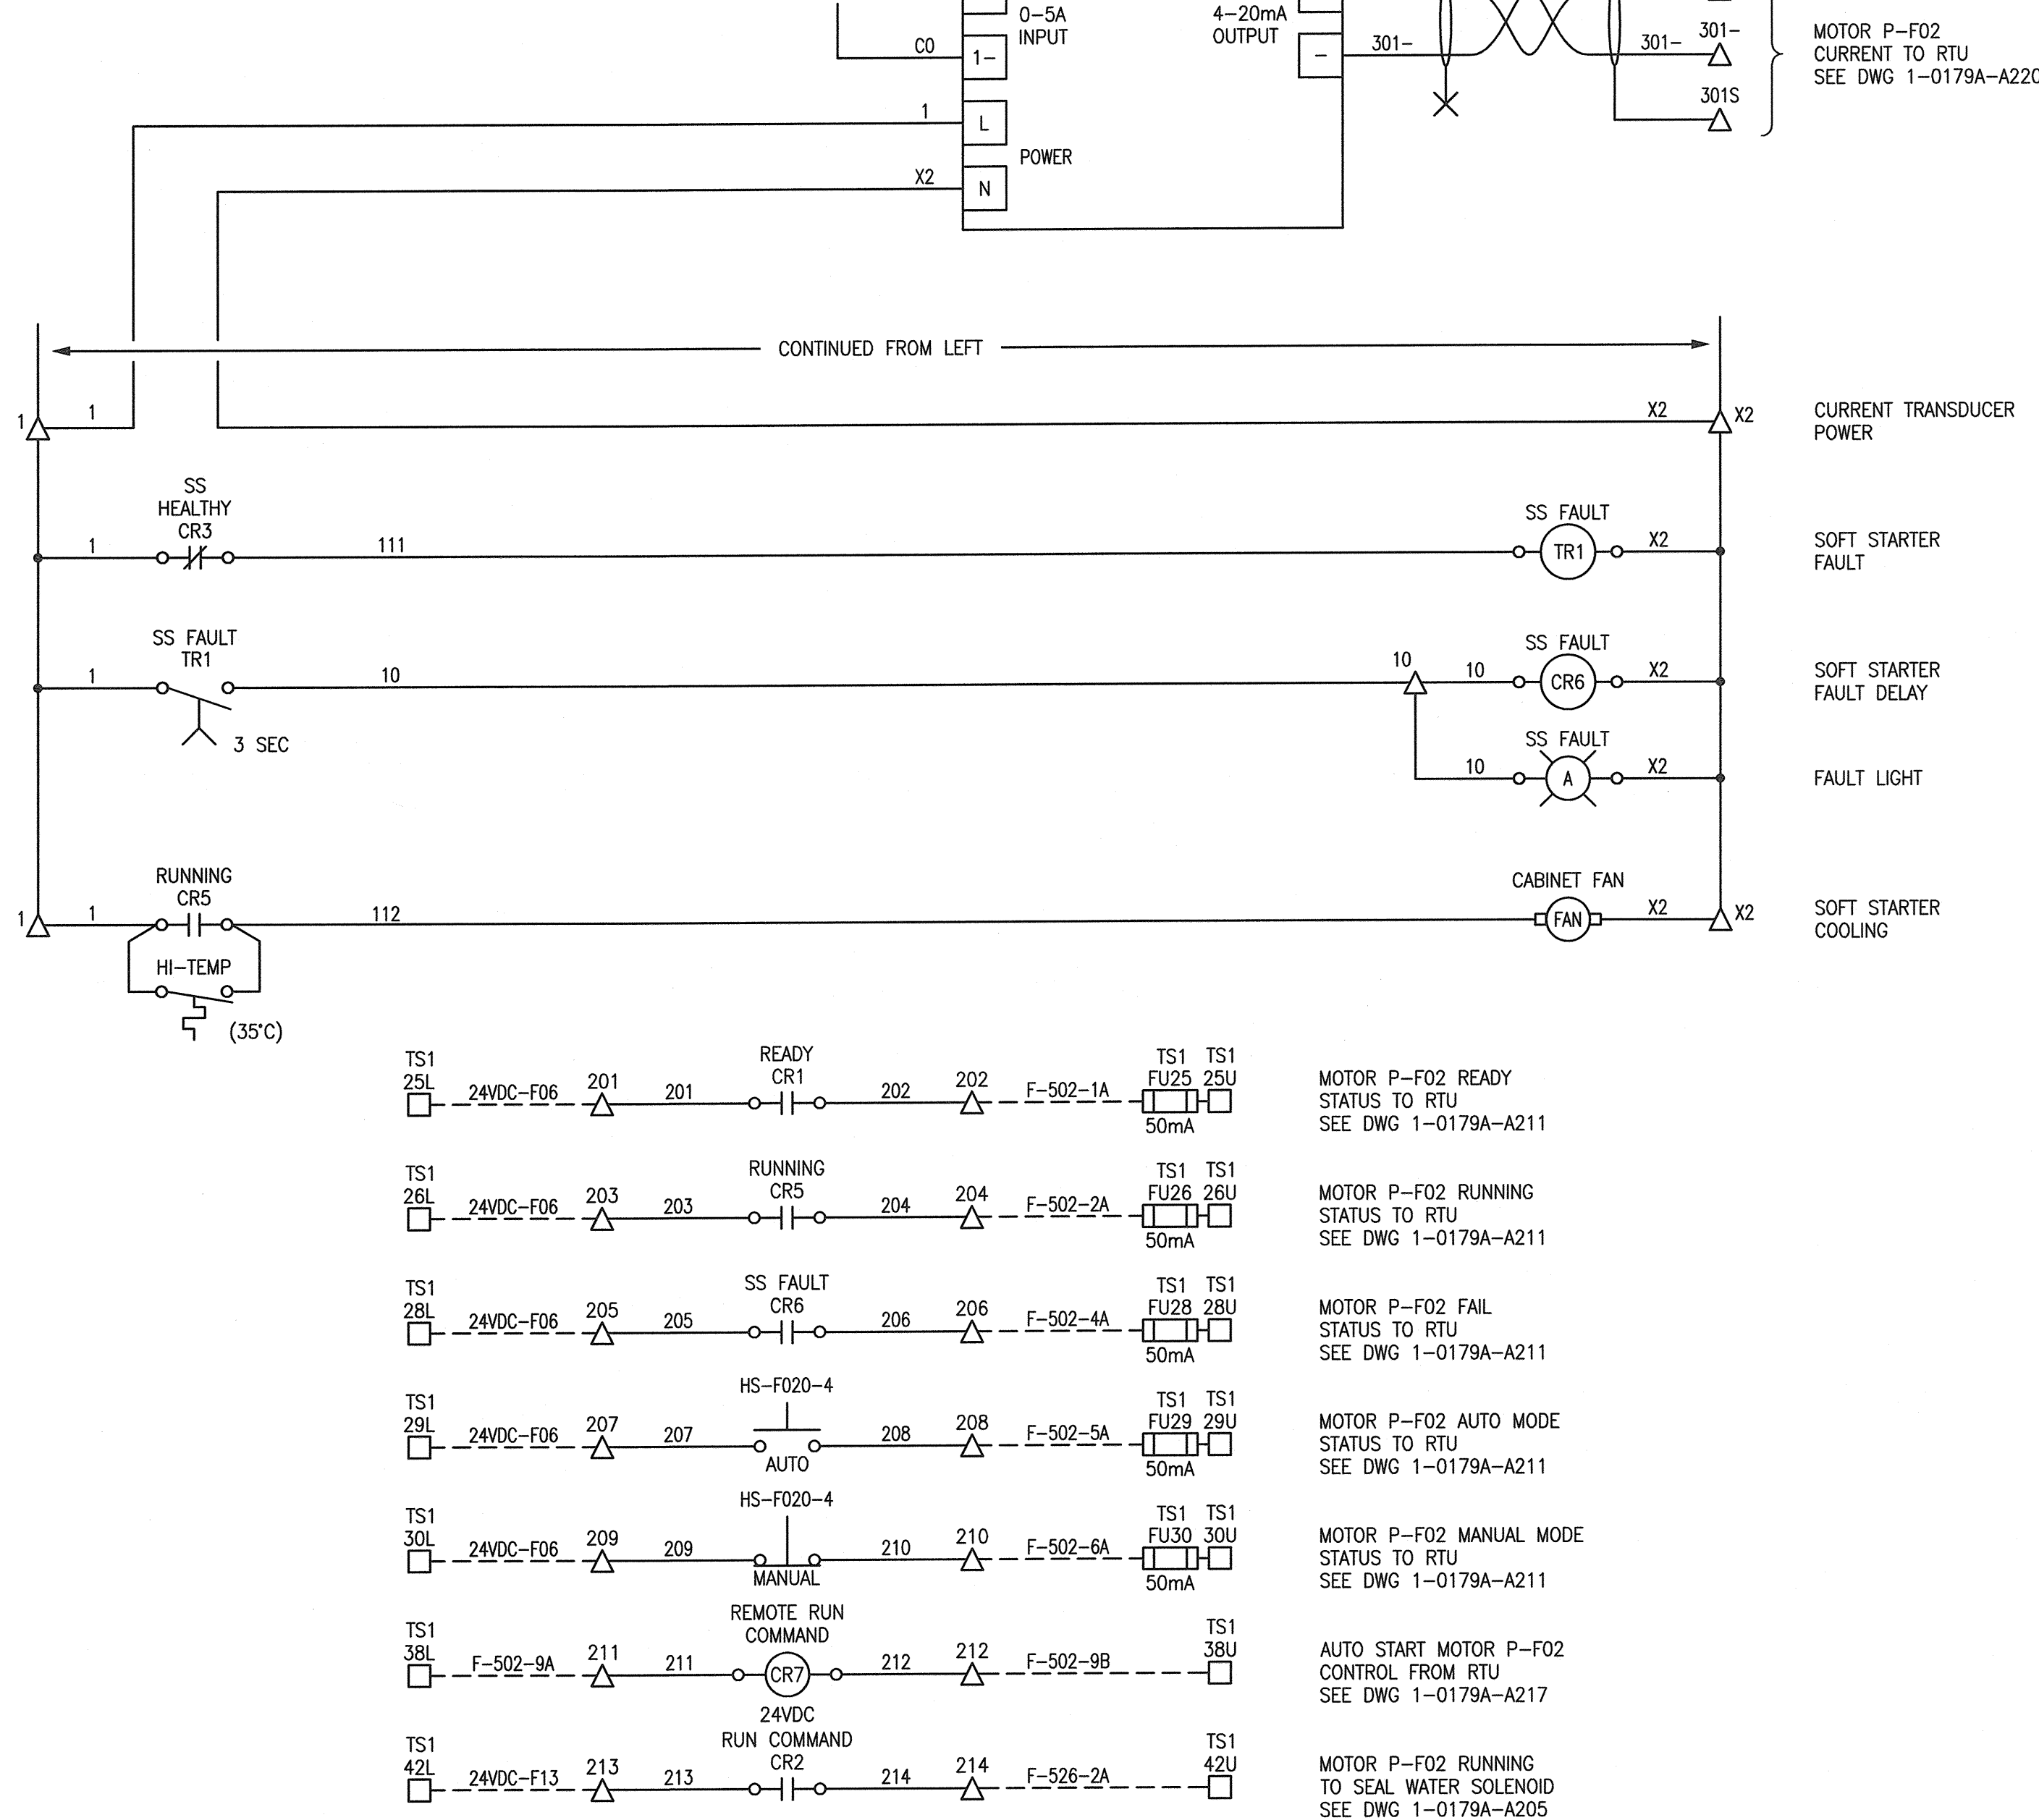 0-5A
INPUT
4-20mA
OUTPUT
C0
1-
-
301-
301-
301-
MOTOR P-F02
CURRENT TO RTU
SEE DWG 1-0179A-A220
301S
1
L
POWER
X2
N
CONTINUED FROM LEFT
1
1
X2
X2
CURRENT TRANSDUCER
POWER
SS
HEALTHY
CR3
1
111
SS FAULT
TR1
X2
SOFT STARTER
FAULT
SS FAULT
TR1
1
10
3 SEC
10
10
SS FAULT
CR6
X2
SOFT STARTER
FAULT DELAY
SS FAULT
10
A
X2
FAULT LIGHT
RUNNING
CR5
1
1
112
CABINET FAN
FAN
X2
X2
SOFT STARTER
COOLING
HI-TEMP
(35°C)
TS1
25L
24VDC-F06
201
201
READY
CR1
202
202
F-502-1A
TS1 TS1
FU25 25U
50mA
MOTOR P-F02 READY
STATUS TO RTU
SEE DWG 1-0179A-A211
TS1
26L
24VDC-F06
203
203
RUNNING
CR5
204
204
F-502-2A
TS1 TS1
FU26 26U
50mA
MOTOR P-F02 RUNNING
STATUS TO RTU
SEE DWG 1-0179A-A211
TS1
28L
24VDC-F06
205
205
SS FAULT
CR6
206
206
F-502-4A
TS1 TS1
FU28 28U
50mA
MOTOR P-F02 FAIL
STATUS TO RTU
SEE DWG 1-0179A-A211
TS1
29L
24VDC-F06
207
207
HS-F020-4
AUTO
208
208
F-502-5A
TS1 TS1
FU29 29U
50mA
MOTOR P-F02 AUTO MODE
STATUS TO RTU
SEE DWG 1-0179A-A211
TS1
30L
24VDC-F06
209
209
HS-F020-4
MANUAL
210
210
F-502-6A
TS1 TS1
FU30 30U
50mA
MOTOR P-F02 MANUAL MODE
STATUS TO RTU
SEE DWG 1-0179A-A211
TS1
38L
F-502-9A
211
211
REMOTE RUN
COMMAND
CR7
24VDC
212
212
F-502-9B
TS1
38U
AUTO START MOTOR P-F02
CONTROL FROM RTU
SEE DWG 1-0179A-A217
TS1
42L
24VDC-F13
213
213
RUN COMMAND
CR2
214
214
F-526-2A
TS1
42U
MOTOR P-F02 RUNNING
TO SEAL WATER SOLENOID
SEE DWG 1-0179A-A205